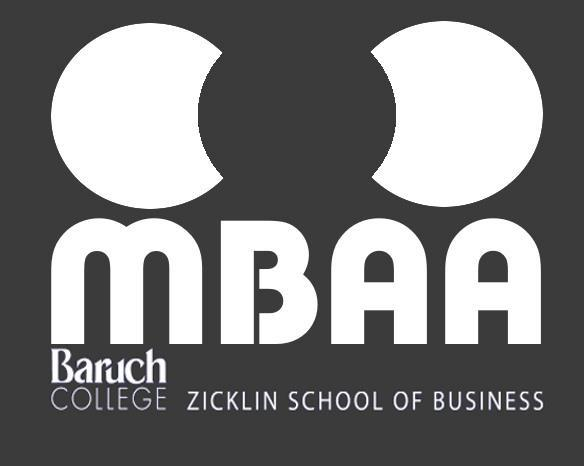 MBAA
Baruch
COLLEGE ZICKLIN SCHOOL OF BUSINESS